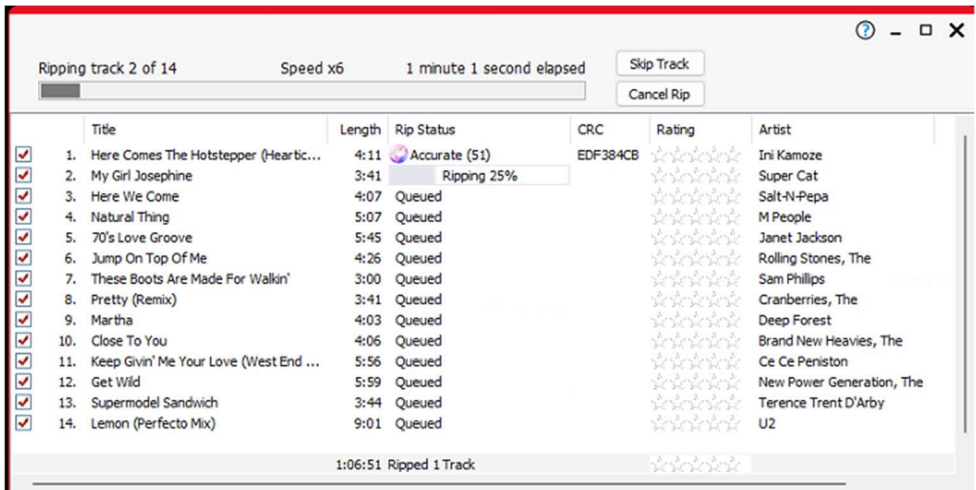 ?
Ripping track 2 of 14 Speed x6 1 minute 1 second elapsed Skip Track
Cancel Rip
Title Length Rip Status CRC Rating Artist
1. Here Comes The Hotstepper (Heartic... 4:11 Accurate (51) EDF384CB Ini Kamoze
2. My Girl Josephine 3:41 Ripping 25% Super Cat
3. Here We Come 4:07 Queued Salt-N-Pepa
4. Natural Thing 5:07 Queued M People
5. 70's Love Groove 5:45 Queued Janet Jackson
6. Jump On Top Of Me 4:26 Queued Rolling Stones, The
7. These Boots Are Made For Walkin' 3:00 Queued Sam Phillips
8. Pretty (Remix) 3:41 Queued Cranberries, The
9. Martha 4:03 Queued Deep Forest
10. Close To You 4:06 Queued Brand New Heavies, The
11. Keep Givin' Me Your Love (West End ... 5:56 Queued Ce Ce Peniston
12. Get Wild 5:59 Queued New Power Generation, The
13. Supermodel Sandwich 3:44 Queued Terence Trent D'Arby
14. Lemon (Perfecto Mix) 9:01 Queued U2
1:06:51 Ripped 1 Track